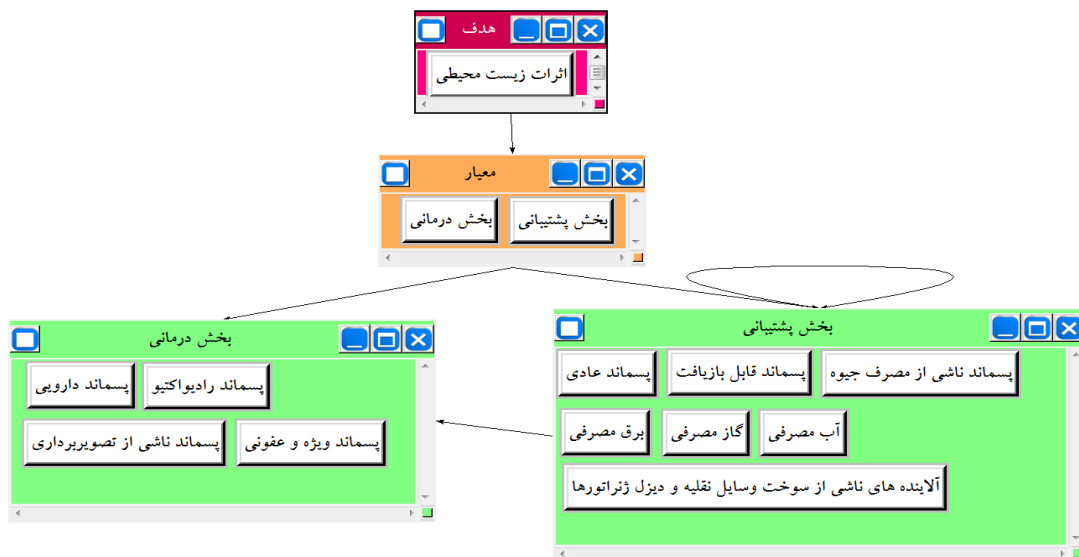 هدف
اثرات زیست محیطی
معیار
بخش پشتیبانی
بخش درمانی
بخش پشتیبانی
پسماند ناشی از مصرف جیوه
پسماند قابل بازیافت
پسماند عادی
آب مصرفی
گاز مصرفی
برق مصرفی
آلاینده های ناشی از سوخت وسایل نقلیه و دیزل ژنراتورها
بخش درمانی
پسماند رادیواکتیو
پسماند دارویی
پسماند ویژه و عفونی
پسماند ناشی از تصویربرداری